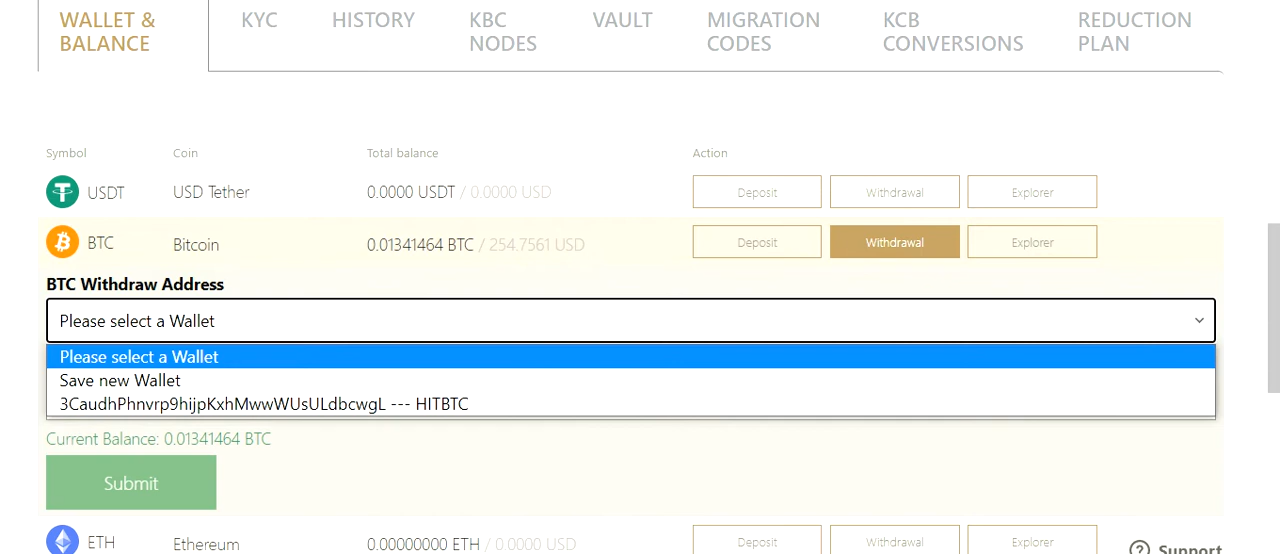 WALLET & BALANCE
KYC
HISTORY
KBC NODES
VAULT
MIGRATION CODES
KCB CONVERSIONS
REDUCTION PLAN
Symbol Coin Total balance Action
USDT USD Tether 0.0000 USDT / 0.0000 USD Deposit Withdrawal Explorer
BTC Bitcoin 0.01341464 BTC / 254.7561 USD Deposit Withdrawal Explorer
BTC Withdraw Address
Please select a Wallet
Please select a Wallet
Save new Wallet
3CaudhPhnvrp9hijpKxhMwwWUsULdbcwgL --- HITBTC
Current Balance: 0.01341464 BTC
Submit
ETH Ethereum 0.00000000 ETH / 0.0000 USD Deposit Withdrawal Explorer
Support